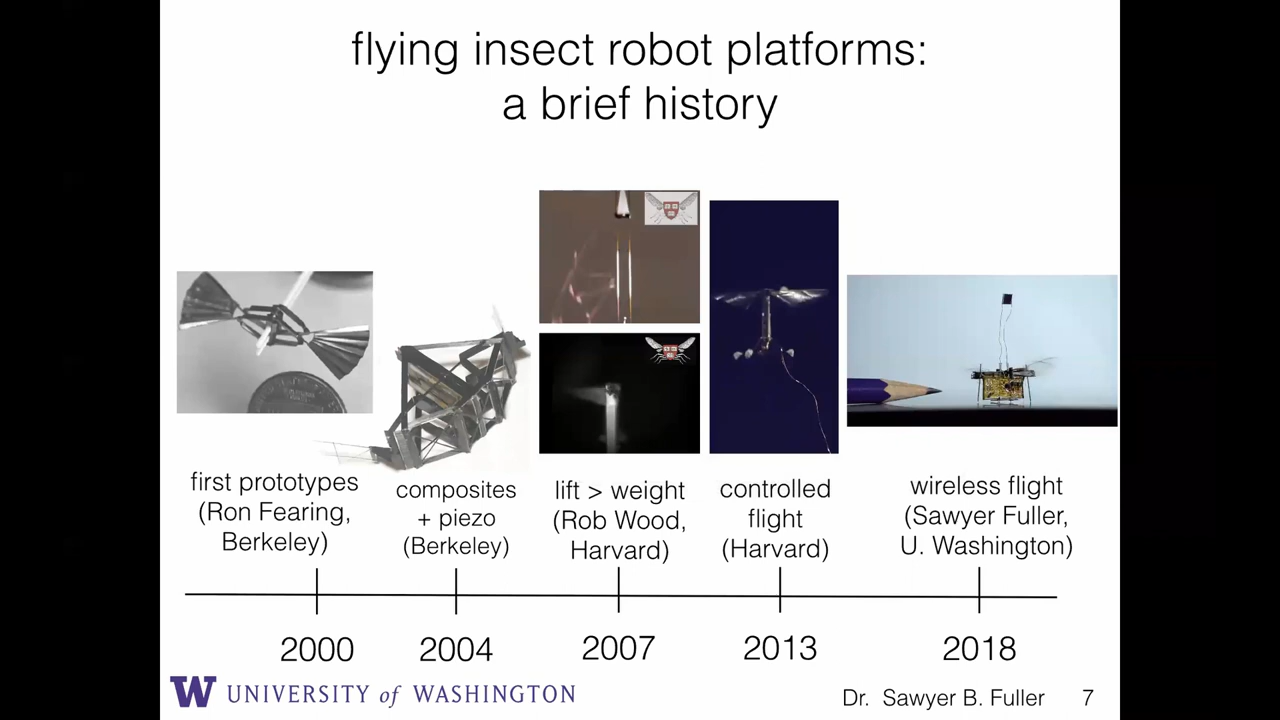 flying insect robot platforms:
a brief history
first prototypes
(Ron Fearing,
Berkeley)
composites
+ piezo
(Berkeley)
lift > weight
(Rob Wood,
Harvard)
controlled
flight
(Harvard)
wireless flight
(Sawyer Fuller,
U. Washington)
2000
2004
2007
2013
2018
W UNIVERSITY of WASHINGTON
Dr. Sawyer B. Fuller 7